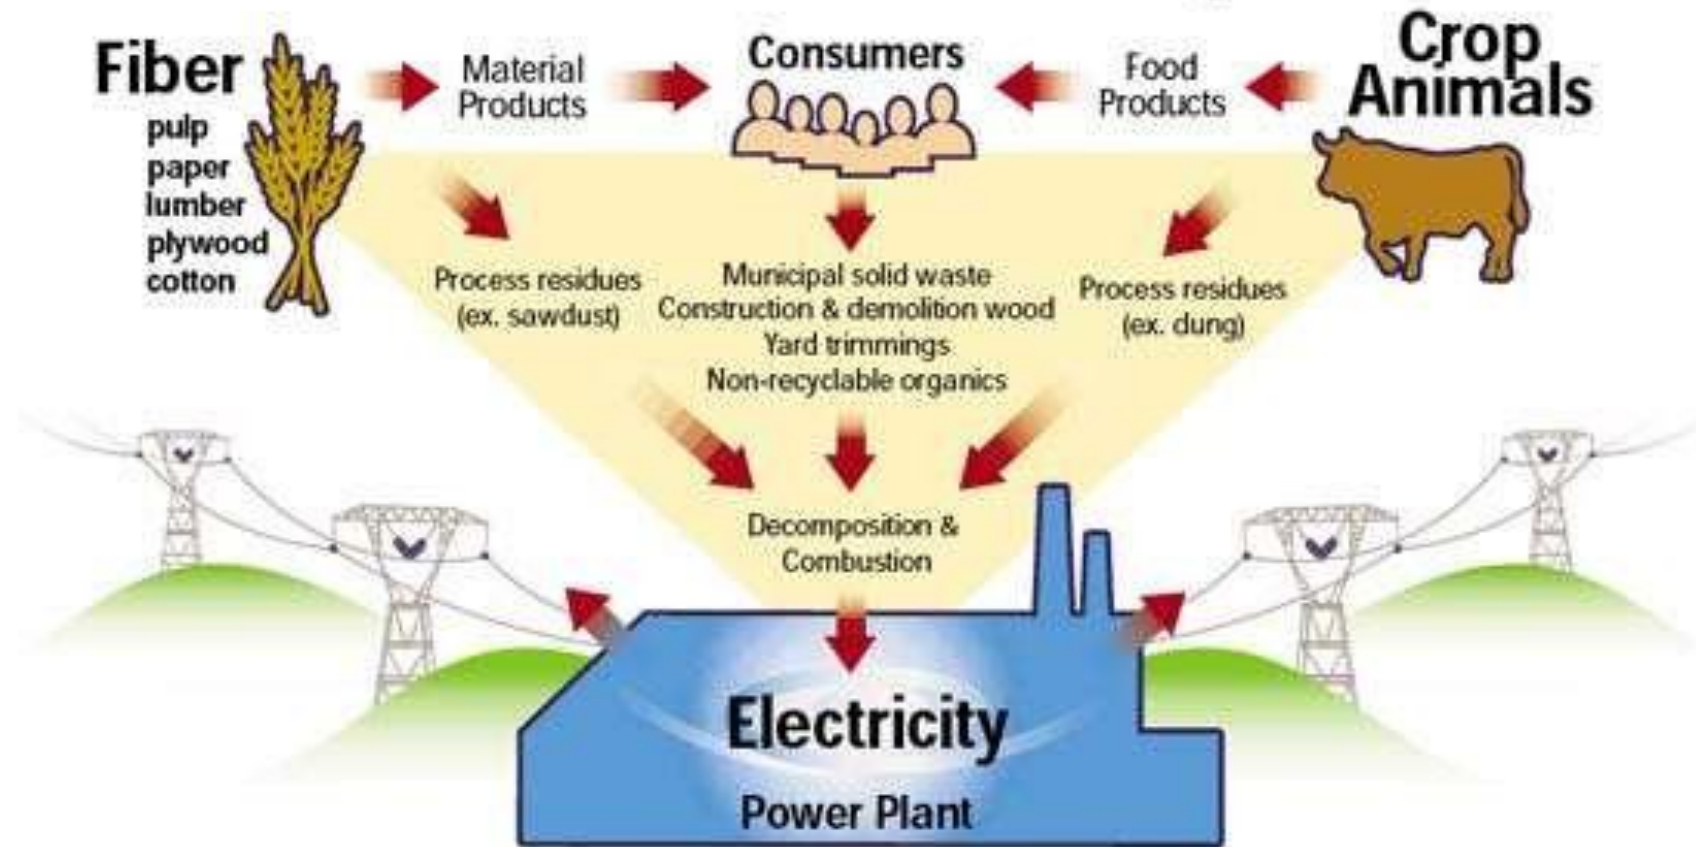 Fiber
pulp
paper
lumber
plywood
cotton
Material
Products
Consumers
Food
Products
Crop
Animals
Process residues
(ex. sawdust)
Municipal solid waste
Construction & demolition wood
Yard trimmings
Non-recyclable organics
Process residues
(ex. dung)
Decomposition &
Combustion
Electricity
Power Plant